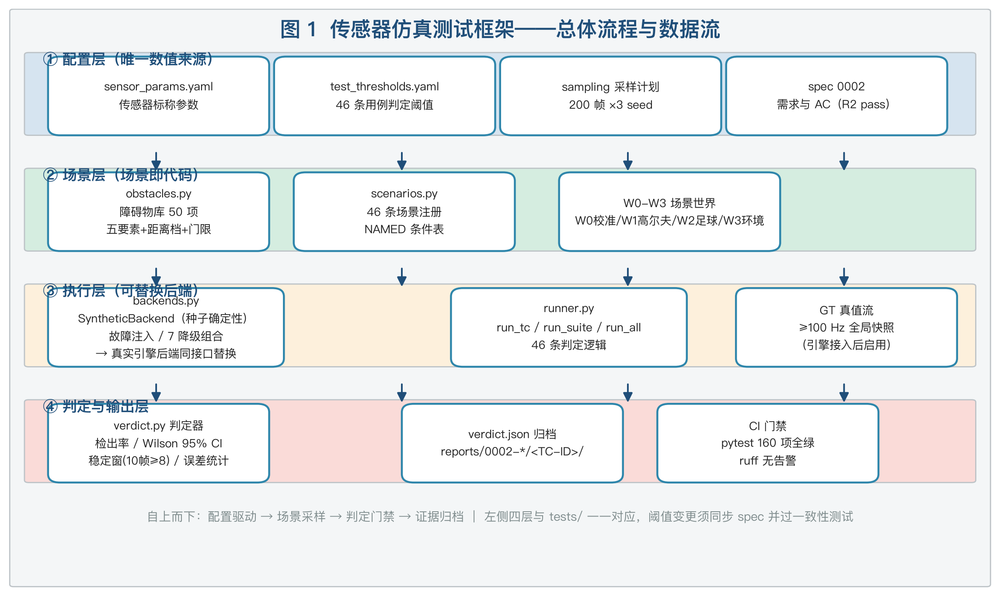 图 1 传感器仿真测试框架——总体流程与数据流
① 配置层（唯一数值来源）
sensor_params.yaml
传感器标称参数
test_thresholds.yaml
46 条用例判定阈值
sampling 采样计划
200 帧 ×3 seed
spec 0002
需求与 AC（R2 pass）
② 场景层（场景即代码）
obstacles.py
障碍物库 50 项
五要素+距离档+门限
scenarios.py
46 条场景注册
NAMED 条件表
W0–W3 场景世界
W0校准/W1高尔夫/W2足球/W3环境
③ 执行层（可替换后端）
backends.py
SyntheticBackend（种子确定性）
故障注入 / 7 降级组合
→ 真实引擎后端同接口替换
runner.py
run_tc / run_suite / run_all
46 条判定逻辑
GT 真值流
≥100 Hz 全局快照
（引擎接入后启用）
④ 判定与输出层
verdict.py 判定器
检出率 / Wilson 95% CI
稳定窗(10帧≥8) / 误差统计
verdict.json 归档
reports/0002-*/<TC-ID>/
CI 门禁
pytest 160 项全绿
ruff 无告警
自上而下：配置驱动 → 场景采样 → 判定门禁 → 证据归档 ｜ 左侧四层与 tests/ 一一对应，阈值变更须同步 spec 并过一致性测试